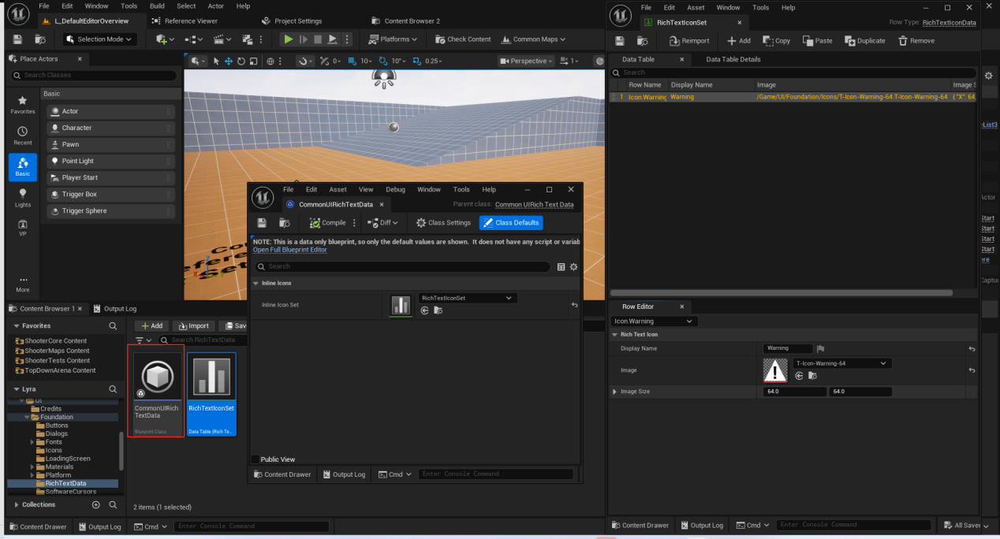 File Edit Window Tools Build Select Actor Help
L_DefaultEditorOverview
Reference Viewer
Project Settings
Content Browser 2
Selection Mode
Platforms
Check Content
Common Maps
Place Actors
Search Classes
Favorites
Recent
Basic
Lights
VP
More
Basic
Actor
Character
Pawn
Point Light
Player Start
Trigger Box
Trigger Sphere
0
10
10°
0.25
Perspective
1
Content Browser 1
Output Log
Favorites
ShooterCore Content
ShooterMaps Content
ShooterTests Content
TopDownArena Content
Lyra
UI
Credits
Foundation
Buttons
Dialogs
Fonts
Icons
LoadingScreen
Materials
Platform
RichTextData
SoftwareCursors
Collections
Add
Import
Sav
Search RichTextData
CommonUIRich
TextData
Blueprint Class
RichTextIconSet
Data Table (Rich Te...
2 items (1 selected)
Content Drawer
Output Log
Cmd
Enter Console Command
File Edit Asset View Debug Window Tools Help
CommonUIRichTextData
Parent class: Common UIRich Text Data
Compile
Diff
Class Settings
Class Defaults
NOTE: This is a data only blueprint, so only the default values are shown. It does not have any script or variab
Open Full Blueprint Editor
Search
Inline Icons
Inline Icon Set
RichTextIconSet
Public View
Content Drawer
Output Log
Cmd
Enter Console Command
File Edit Asset Window Tools Help
RichTextIconSet
Row Type: RichTextIconData
Reimport
Add
Copy
Paste
Duplicate
Remove
Data Table
Data Table Details
Search
Row Name Display Name Image Image S
1 Icon.Warning Warning /Game/UI/Foundation/Icons/T-Icon-Warning-64.T-Icon-Warning-64 {"X": 64.
Row Editor
Icon.Warning
Rich Text Icon
Display Name
Warning
Image
T-Icon-Warning-64
Image Size
64.0
64.0
Content Drawer
Output Log
Cmd
Enter Console Command
All Saved
List3
Actor
Start
Start
Start
Start
ere
Captu